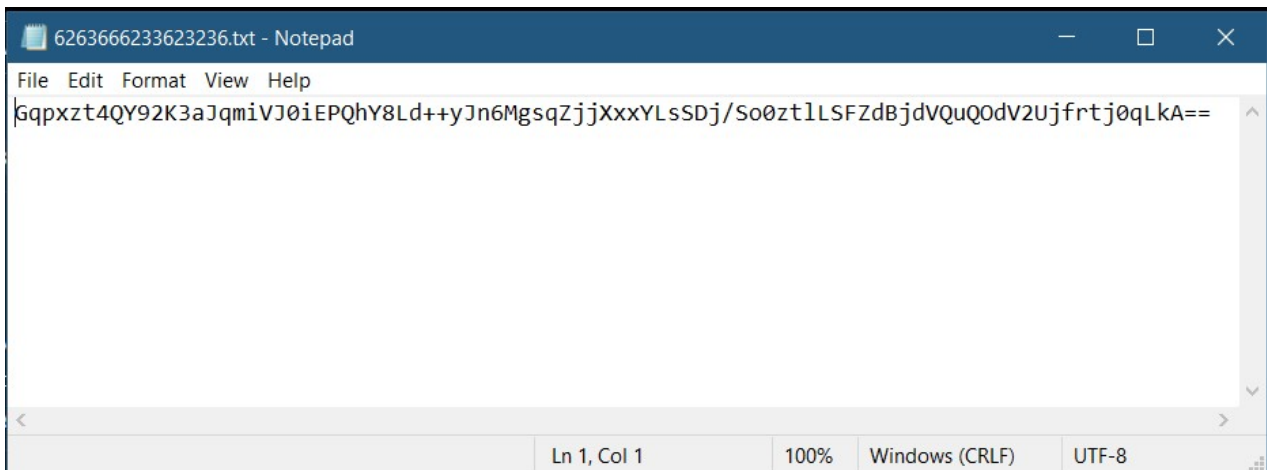 6263666233623236.txt - Notepad
File Edit Format View Help
Gqpxzt4QY92K3aJqmiVJ0iEPQhY8Ld++yJn6MgsqZjjXxxYLsSDj/So0ztlLSFZdBjdVQuQOdV2Ujfrtj0qLkA==
Ln 1, Col 1 100% Windows (CRLF) UTF-8